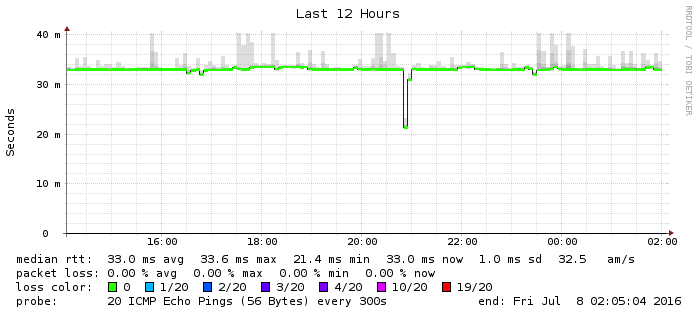 Last 12 Hours
RRDTOOL / TOBI OETIKER
Seconds
40 m
30 m
20 m
10 m
0
16:00 18:00 20:00 22:00 00:00 02:00
median rtt: 33.0 ms avg 33.6 ms max 21.4 ms min 33.0 ms now 1.0 ms sd 32.5 am/s
packet loss: 0.00 % avg 0.00 % max 0.00 % min 0.00 % now
loss color: 0 1/20 2/20 3/20 4/20 10/20 19/20
probe: 20 ICMP Echo Pings (56 Bytes) every 300s end: Fri Jul 8 02:05:04 2016